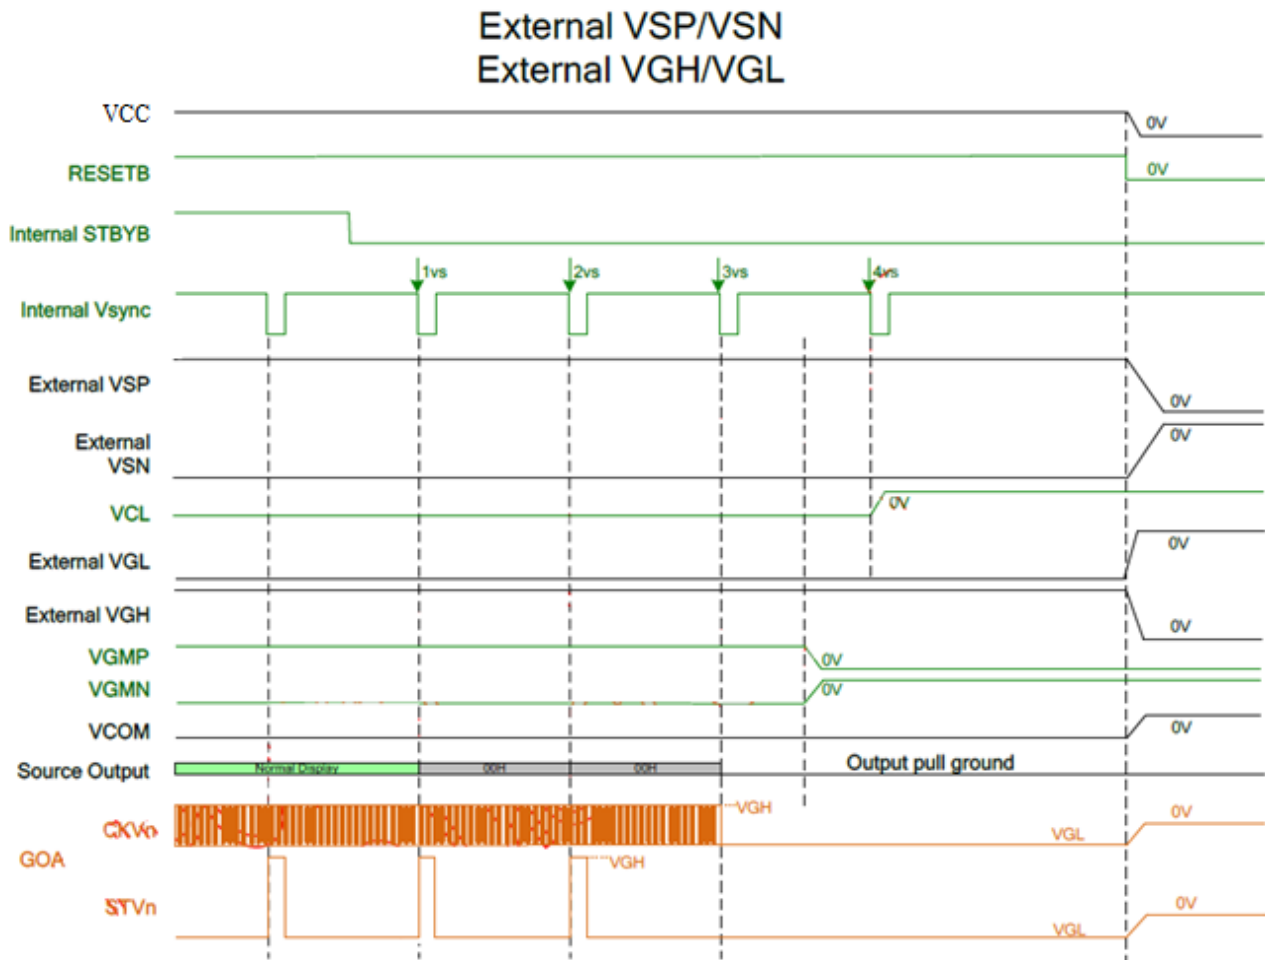 External VSP/VSN
External VGH/VGL
VCC
0V
RESETB
0V
Internal STBYB
1vs
2vs
3vs
4vs
Internal Vsync
External VSP
0V
External
VSN
0V
VCL
0V
External VGL
0V
External VGH
0V
VGMP
0V
VGMN
0V
VCOM
0V
Source Output
Normal Display
00H
00H
Output pull ground
CKVn
VGH
VGL
0V
GOA
VGH
STVn
VGL
0V